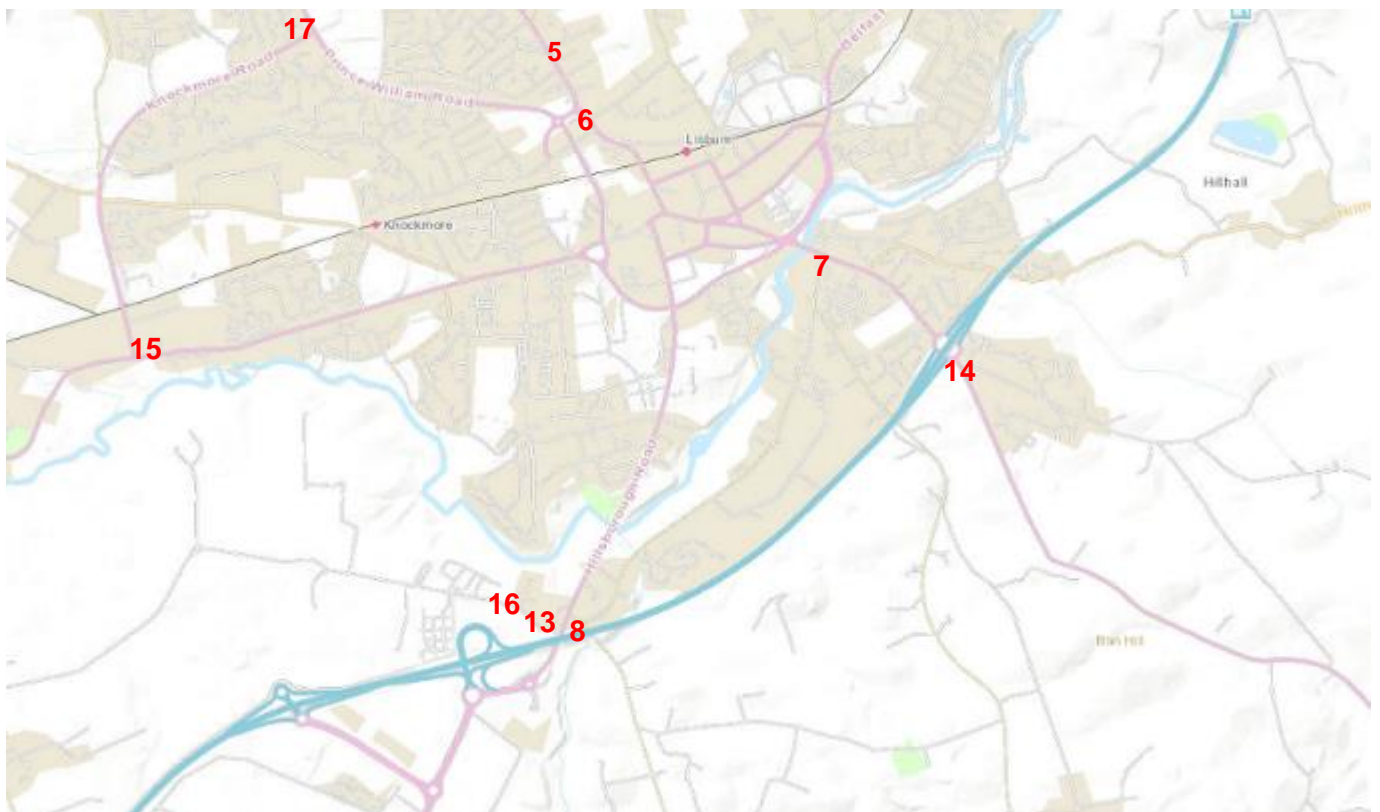 17
5
Knockmore Road
Prince William Road
Belfast
6
Lisburn
Hillhall
Knockmore
7
15
14
Hillsborough Road
16
13
8